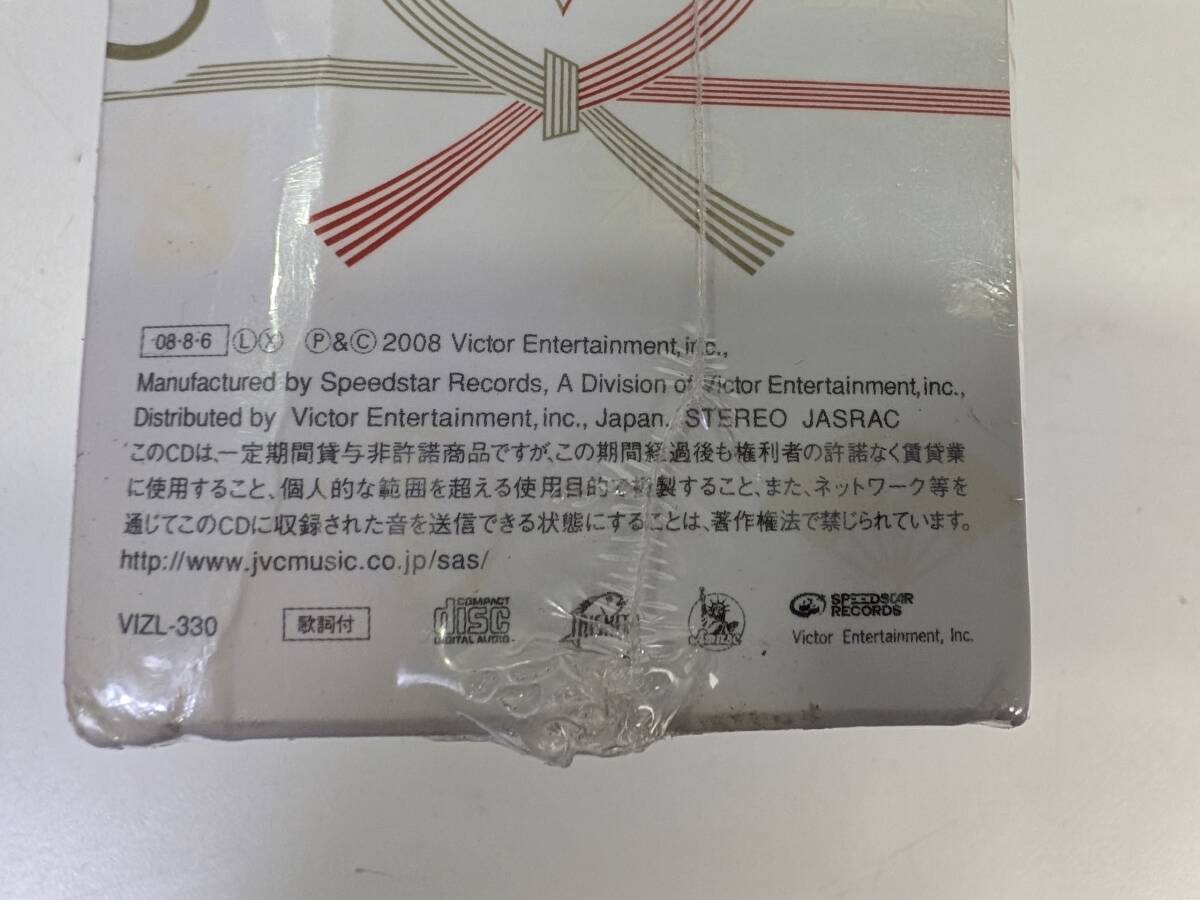 08・8・6 Ⓛ Ⓧ Ⓟ&Ⓒ 2008 Victor Entertainment, inc.,
Manufactured by Speedstar Records, A Division of Victor Entertainment, inc.,
Distributed by Victor Entertainment, inc., Japan. STEREO JASRAC
このCDは、一定期間貸与非許諾商品ですが、この期間経過後も権利者の許諾なく賃貸業
に使用すること、個人的な範囲を超える使用目的で複製すること、また、ネットワーク等を
通じてこのCDに収録された音を送信できる状態にすることは、著作権法で禁じられています。
http://www.jvcmusic.co.jp/sas/
VIZL-330 歌詞付 COMPACT disc DIGITAL AUDIO SPEEDSTAR RECORDS
Victor Entertainment, Inc.